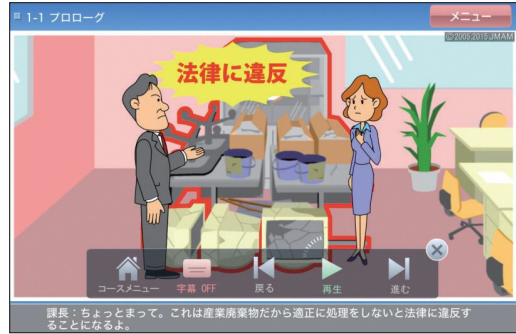 1-1 プロローグ
メニュー
©2005,2015 JMAM
法律に違反
コースメニュー
字幕 OFF
戻る
再生
進む
課長：ちょっとまって。これは産業廃棄物だから適正に処理をしないと法律に違反す
ることになるよ。